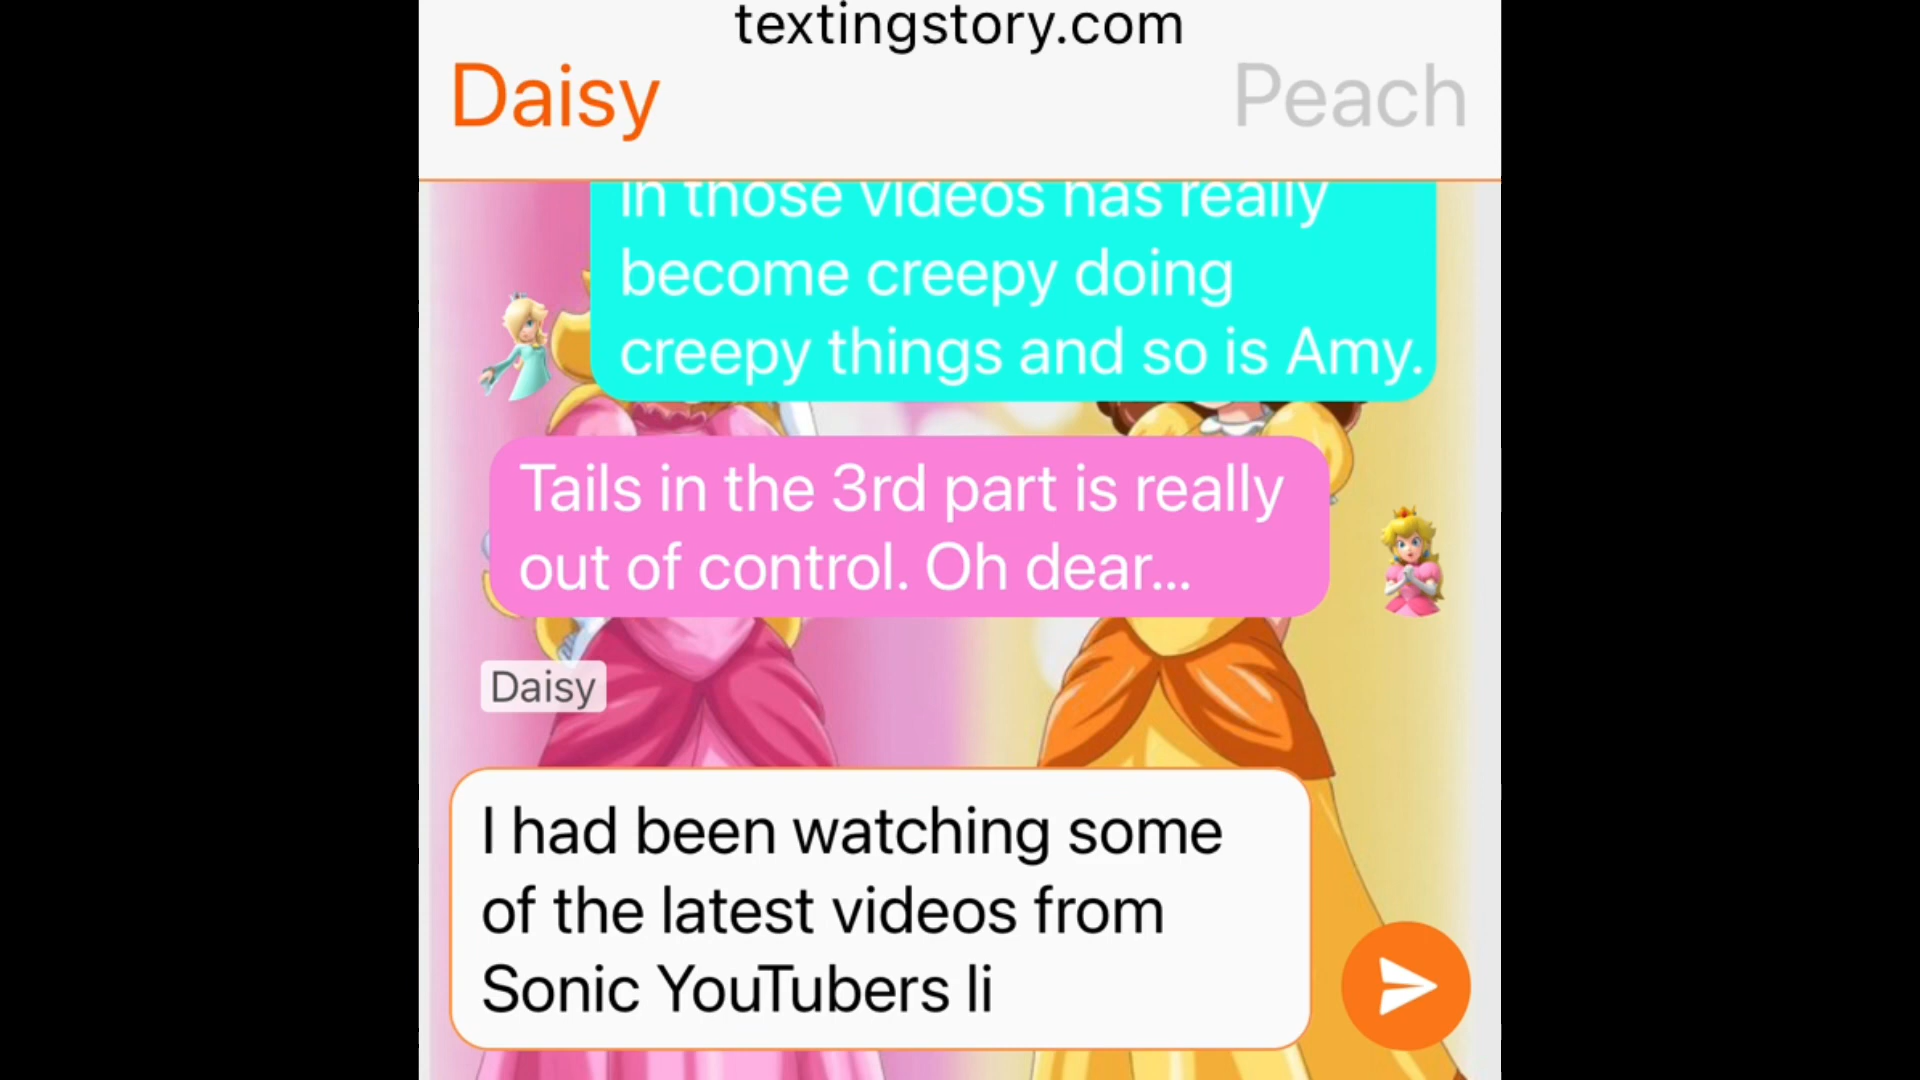 textingstory.com
Daisy
Peach
in those videos has really
become creepy doing
creepy things and so is Amy.
Tails in the 3rd part is really
out of control. Oh dear...
Daisy
I had been watching some
of the latest videos from
Sonic YouTubers li